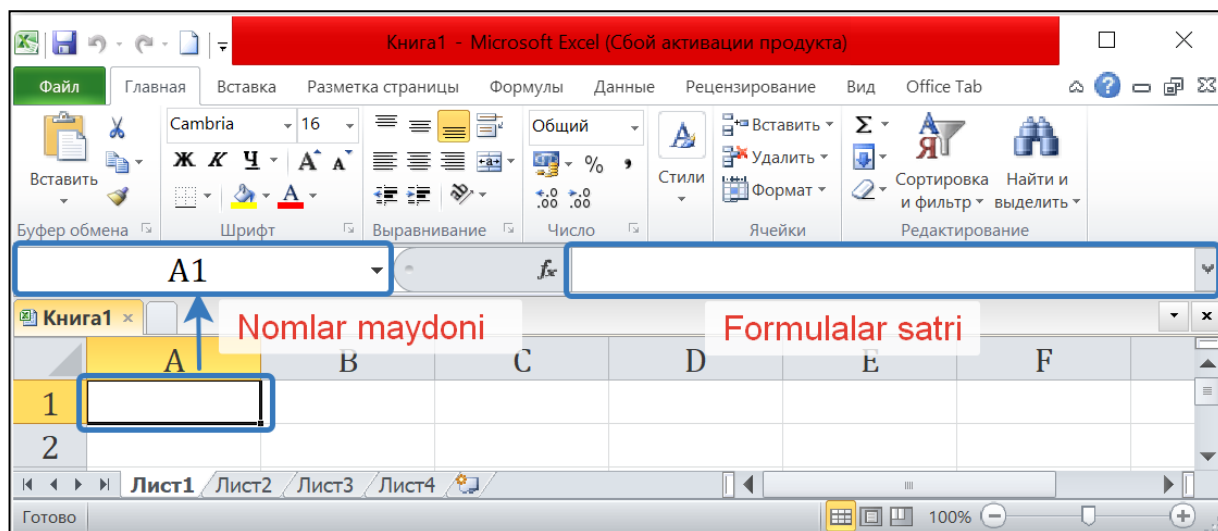 Книга1 - Microsoft Excel (Сбой активации продукта)
Файл Главная Вставка Разметка страницы Формулы Данные Рецензирование Вид Office Tab
Cambria 16 Общий Вставить
Ж К Ч А А % Удалить
Вставить Стили Формат Сортировка и фильтр Найти и выделить
Буфер обмена Шрифт Выравнивание Число Ячейки Редактирование
A1 fx
Книга1 Nomlar maydoni Formulalar satri
A B C D E F
1
2
Лист1 Лист2 Лист3 Лист4
Готово 100%